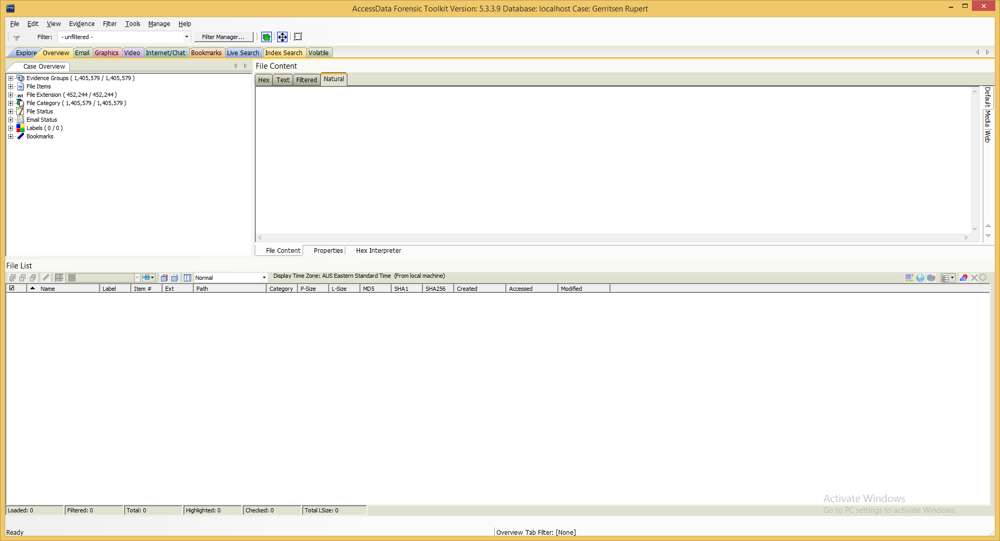 FTK
AccessData Forensic Toolkit Version: 5.3.3.9 Database: localhost Case: Gerritsen Rupert
File Edit View Evidence Filter Tools Manage Help
Filter: - unfiltered - Filter Manager...
Explore Overview Email Graphics Video Internet/Chat Bookmarks Live Search Index Search Volatile
Case Overview
Evidence Groups ( 1,405,579 / 1,405,579 )
File Items
.ext File Extension ( 452,244 / 452,244 )
File Category ( 1,405,579 / 1,405,579 )
File Status
Email Status
Labels ( 0 / 0 )
Bookmarks
File Content
Hex Text Filtered Natural
Default
Media
Web
File Content Properties Hex Interpreter
File List
Normal Display Time Zone: AUS Eastern Standard Time (From local machine)
Name Label Item # Ext Path Category P-Size L-Size MD5 SHA1 SHA256 Created Accessed Modified
Activate Windows
Go to PC settings to activate Windows.
Loaded: 0 Filtered: 0 Total: 0 Highlighted: 0 Checked: 0 Total LSize: 0
Ready Overview Tab Filter: [None]